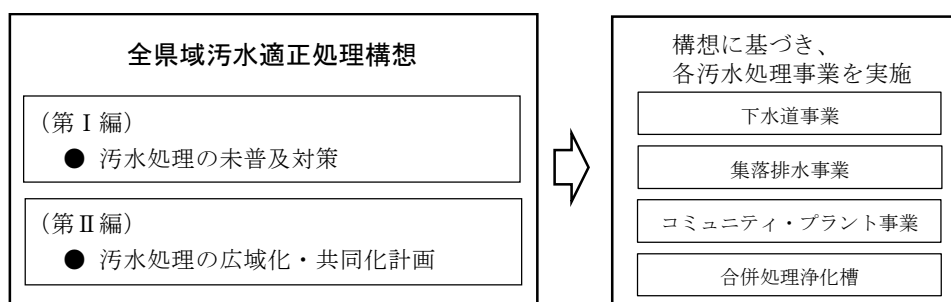 全県域汚水適正処理構想
（第Ⅰ編）
● 汚水処理の未普及対策
（第Ⅱ編）
● 汚水処理の広域化・共同化計画
構想に基づき、
各汚水処理事業を実施
下水道事業
集落排水事業
コミュニティ・プラント事業
合併処理浄化槽